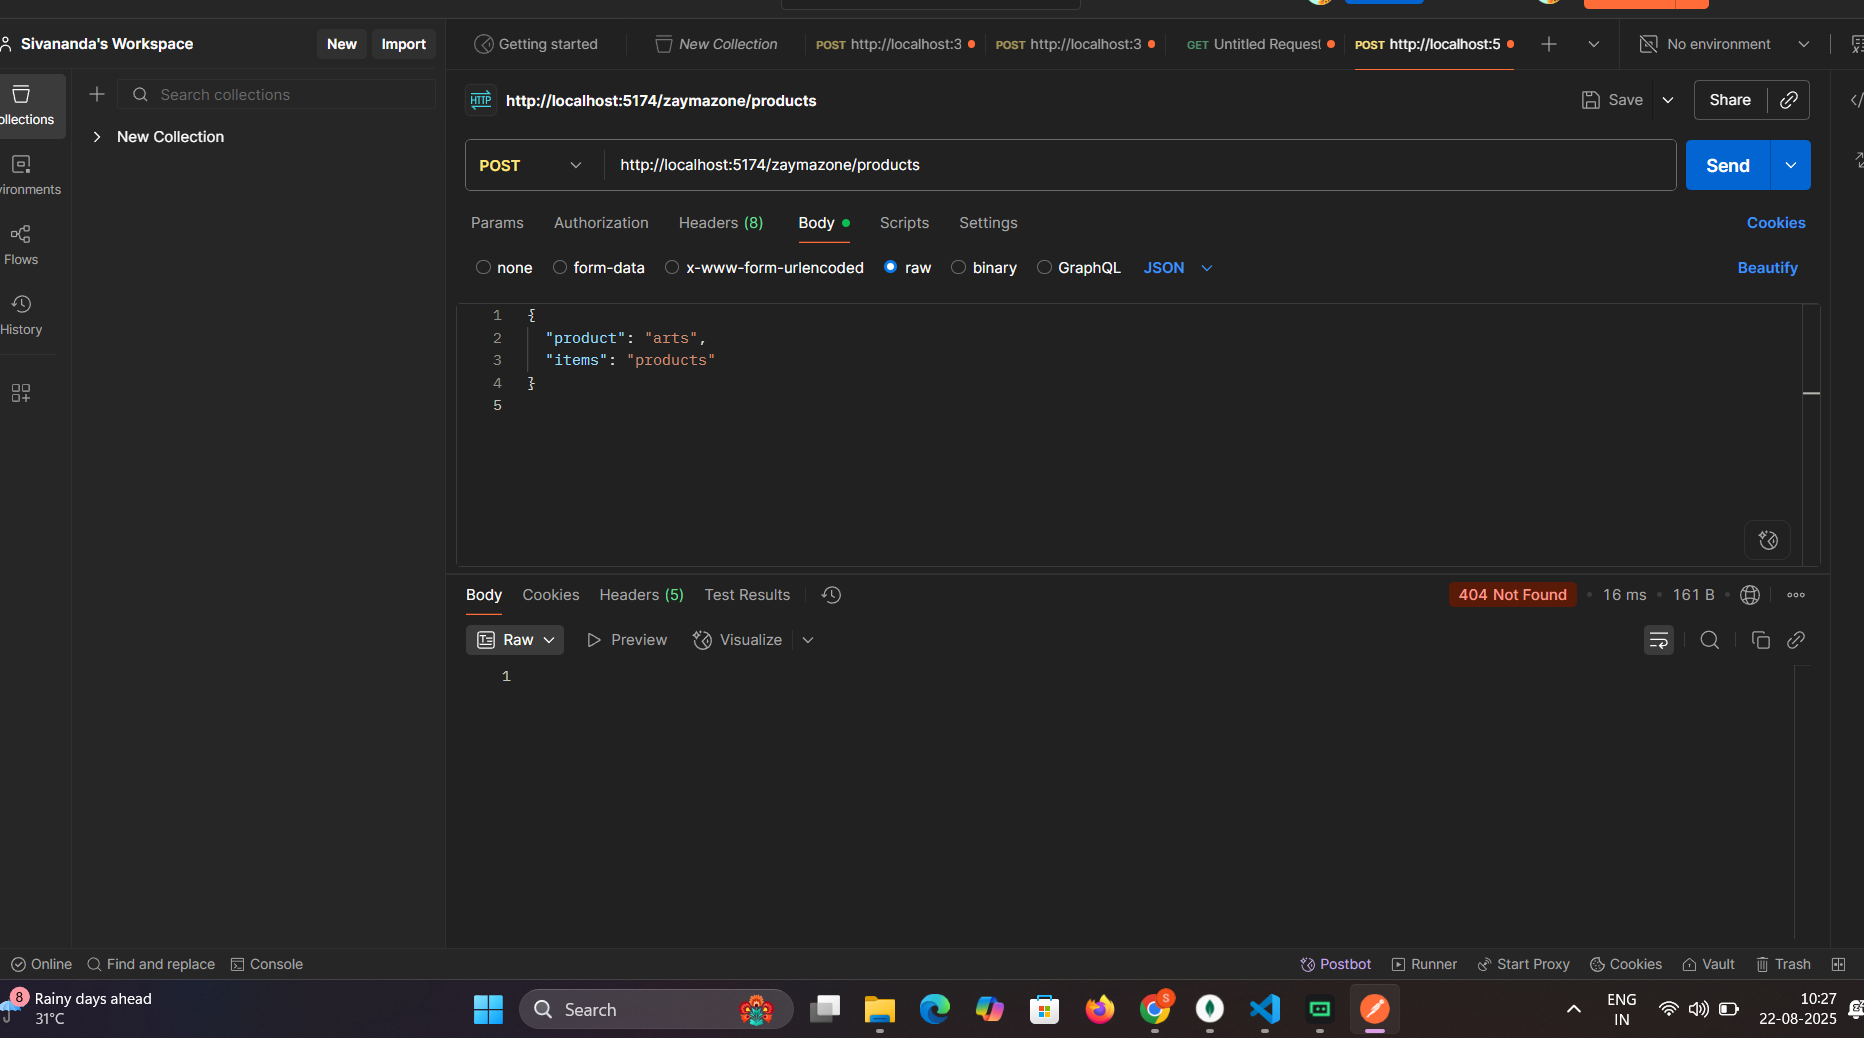 Sivananda's Workspace
New
Import
Getting started
New Collection
POST http://localhost:3
POST http://localhost:3
GET Untitled Request
POST http://localhost:5
No environment
ollections
Search collections
New Collection
vironments
Flows
History
HTTP
http://localhost:5174/zaymazone/products
Save
Share
POST
http://localhost:5174/zaymazone/products
Send
Params
Authorization
Headers (8)
Body
Scripts
Settings
Cookies
none
form-data
x-www-form-urlencoded
raw
binary
GraphQL
JSON
Beautify
1 {
2 "product": "arts",
3 "items": "products"
4 }
5
Body
Cookies
Headers (5)
Test Results
404 Not Found
16 ms
161 B
Raw
Preview
Visualize
1
Online
Find and replace
Console
Postbot
Runner
Start Proxy
Cookies
Vault
Trash
8
Rainy days ahead
31°C
Search
S
ENG
IN
10:27
22-08-2025